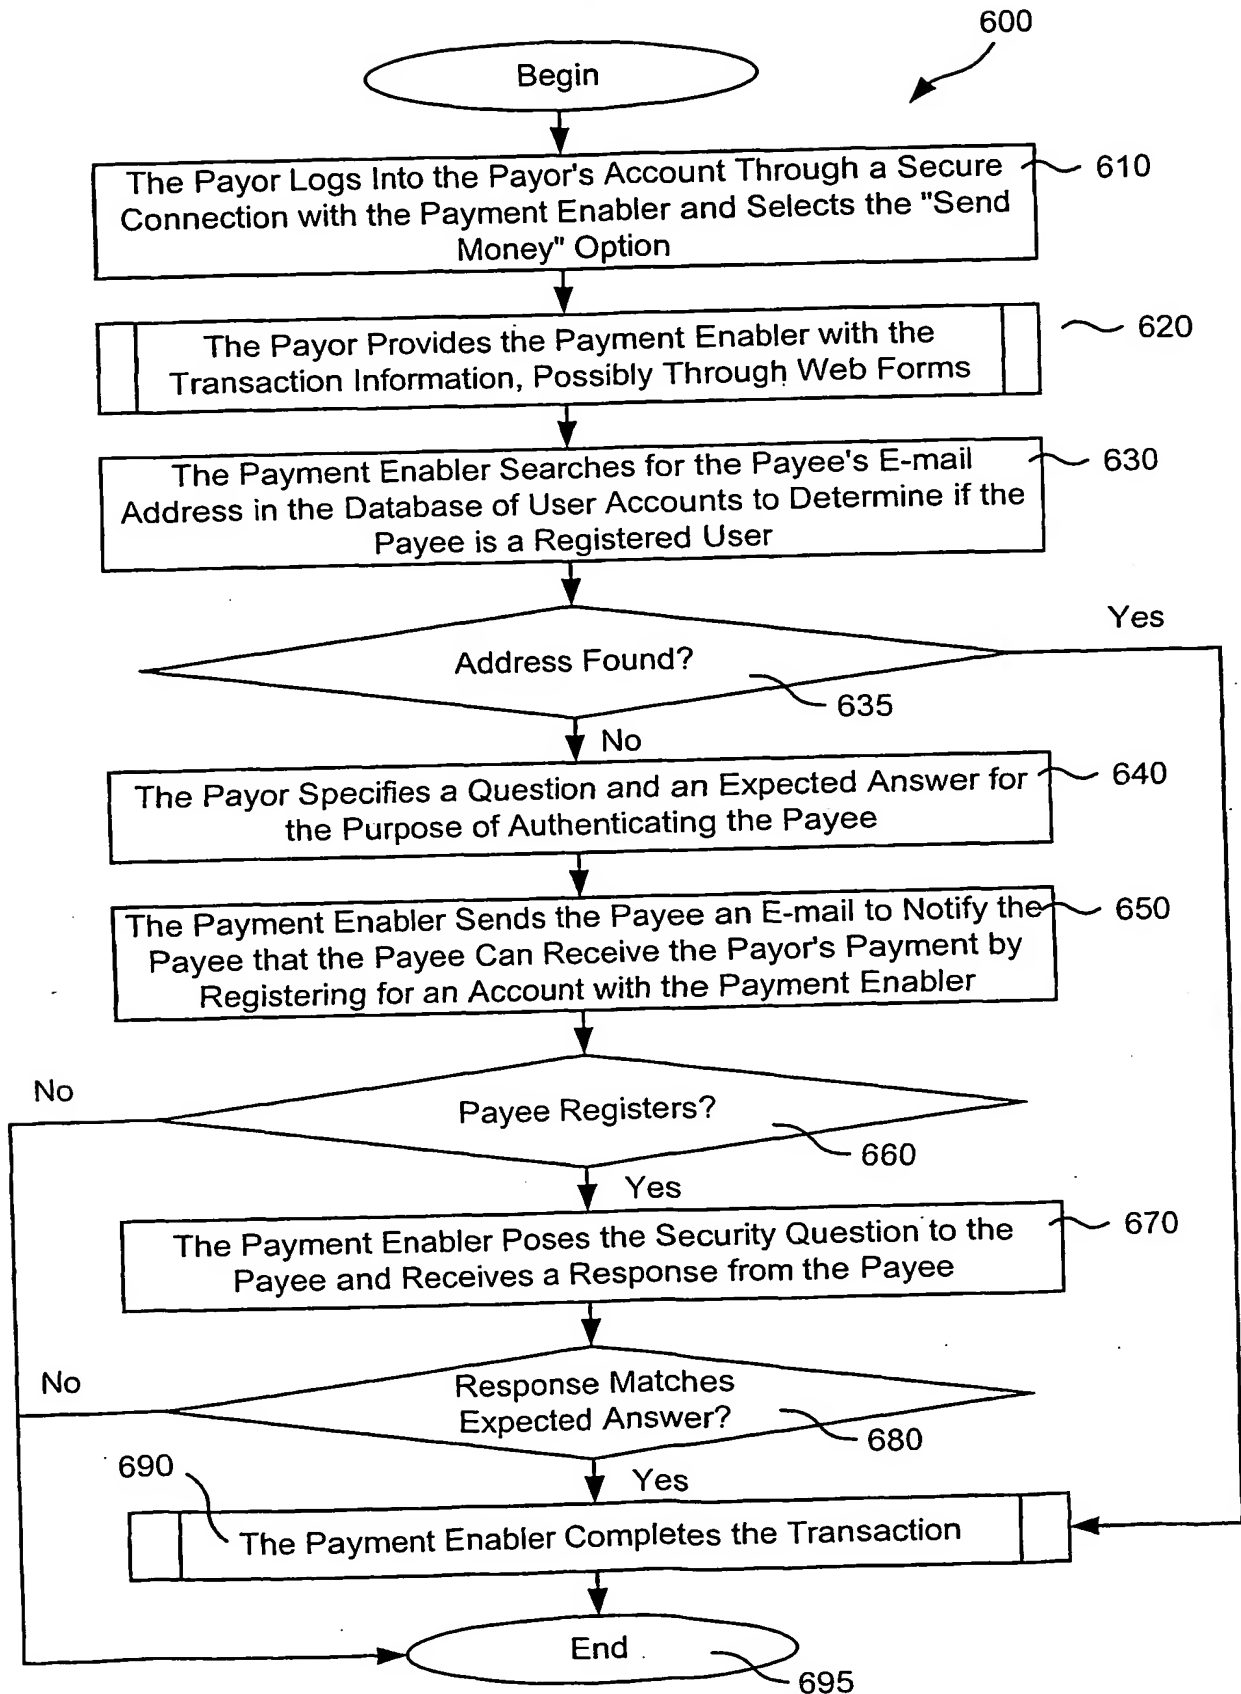 600
Begin
The Payor Logs Into the Payor's Account Through a Secure
Connection with the Payment Enabler and Selects the "Send
Money" Option
610
The Payor Provides the Payment Enabler with the
Transaction Information, Possibly Through Web Forms
620
The Payment Enabler Searches for the Payee's E-mail
Address in the Database of User Accounts to Determine if the
Payee is a Registered User
630
Address Found?
635
Yes
No
The Payor Specifies a Question and an Expected Answer for
the Purpose of Authenticating the Payee
640
The Payment Enabler Sends the Payee an E-mail to Notify the
Payee that the Payee Can Receive the Payor's Payment by
Registering for an Account with the Payment Enabler
650
No
Payee Registers?
660
Yes
The Payment Enabler Poses the Security Question to the
Payee and Receives a Response from the Payee
670
No
Response Matches
Expected Answer?
680
Yes
690
The Payment Enabler Completes the Transaction
End
695